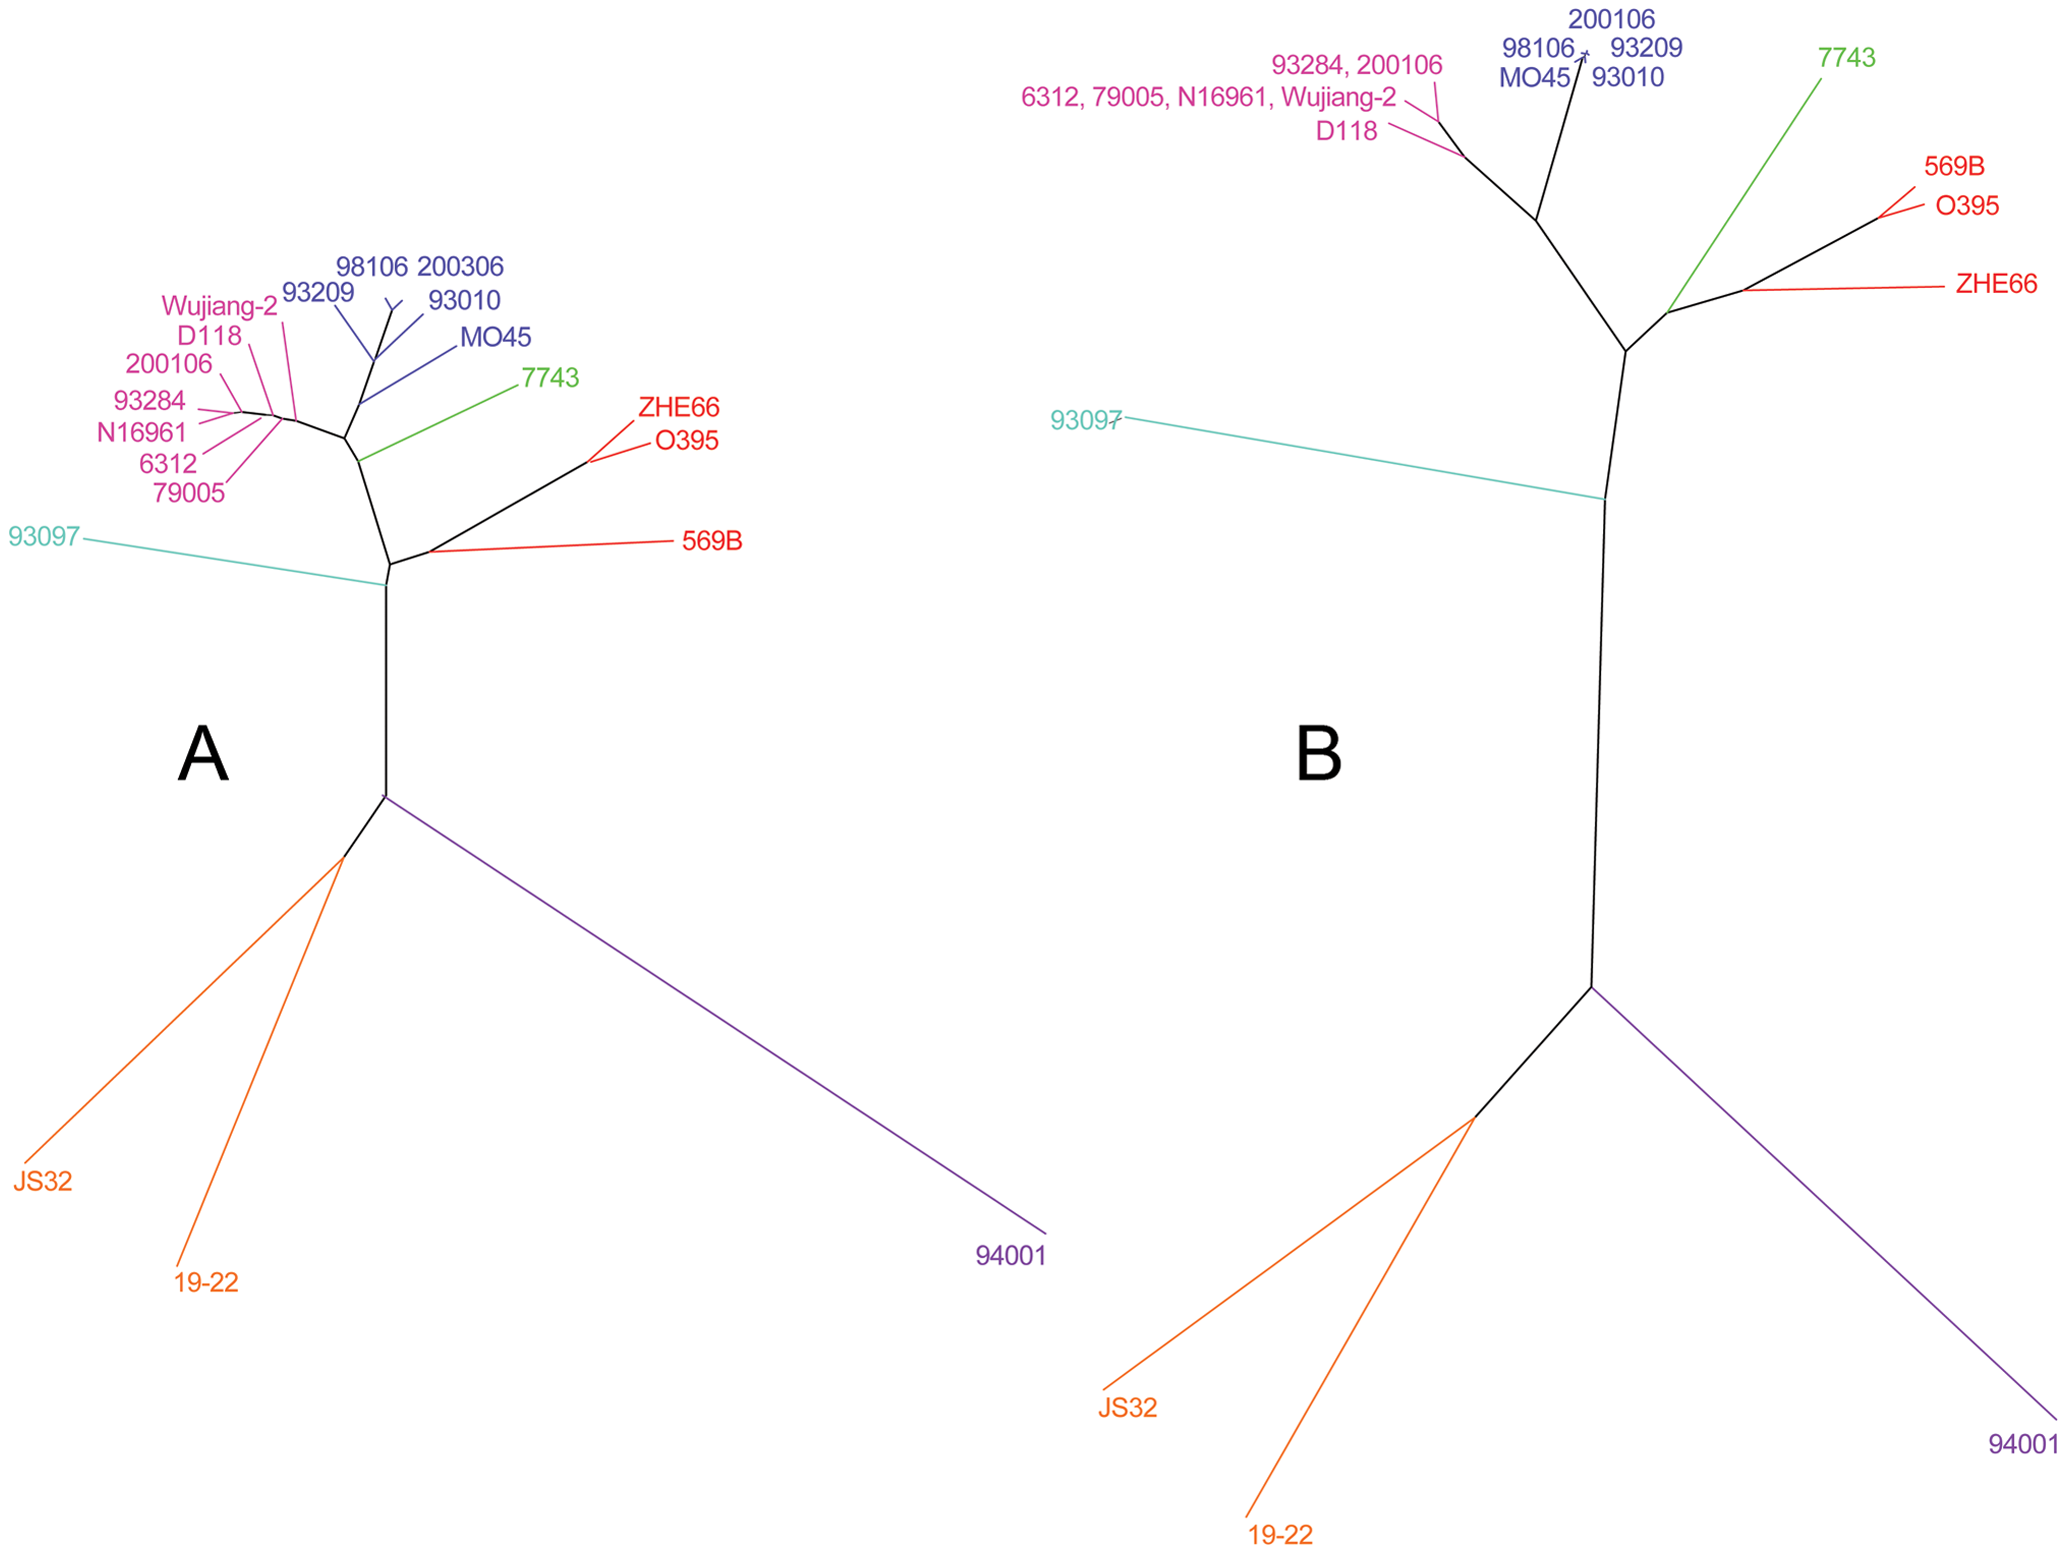 98106 200306
93209
93010
Wujiang-2
D118
MO45
200106
7743
93284
ZHE66
N16961
O395
6312
79005
93097
569B
A
JS32
19-22
94001
200106
98106 93209
MO45 93010
93284, 200106
6312, 79005, N16961, Wujiang-2
D118
7743
569B
O395
ZHE66
93097
B
JS32
19-22
94001